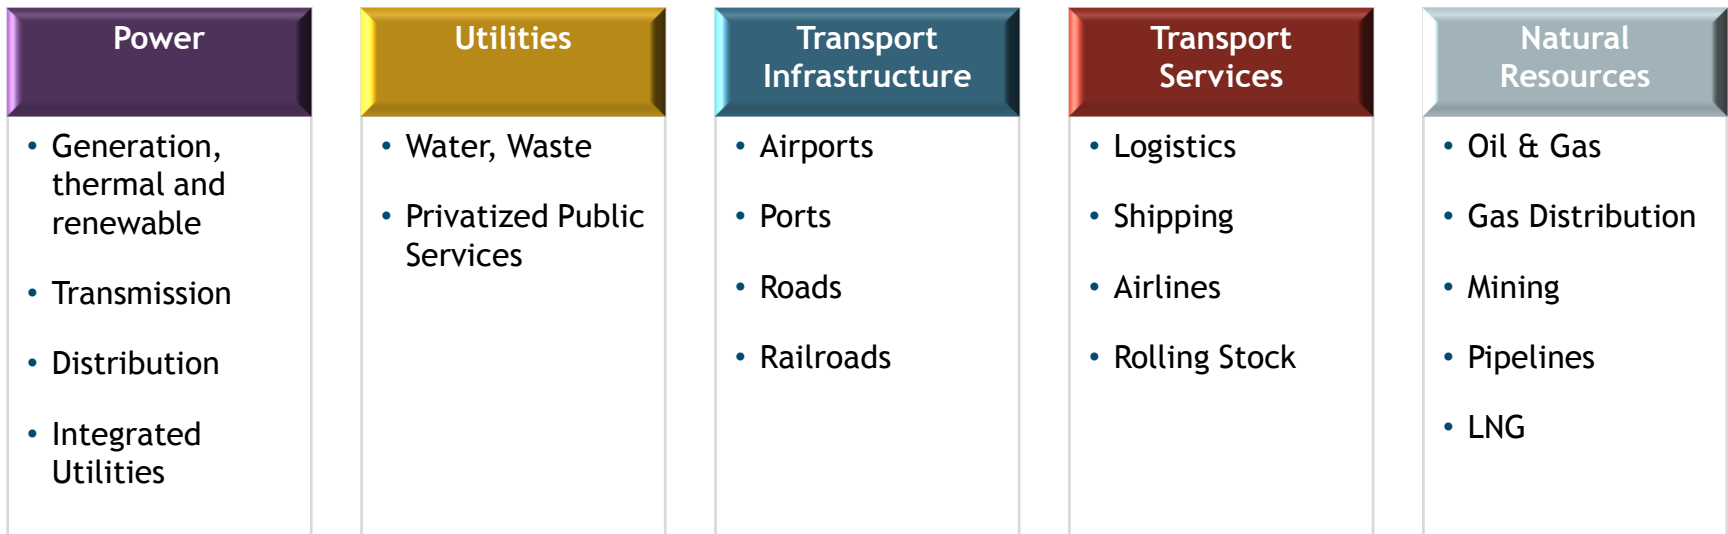 Power
• Generation,
thermal and
renewable
• Transmission
• Distribution
• Integrated
Utilities
Utilities
• Water, Waste
• Privatized Public
Services
Transport
Infrastructure
• Airports
• Ports
• Roads
• Railroads
Transport
Services
• Logistics
• Shipping
• Airlines
• Rolling Stock
Natural
Resources
• Oil & Gas
• Gas Distribution
• Mining
• Pipelines
• LNG